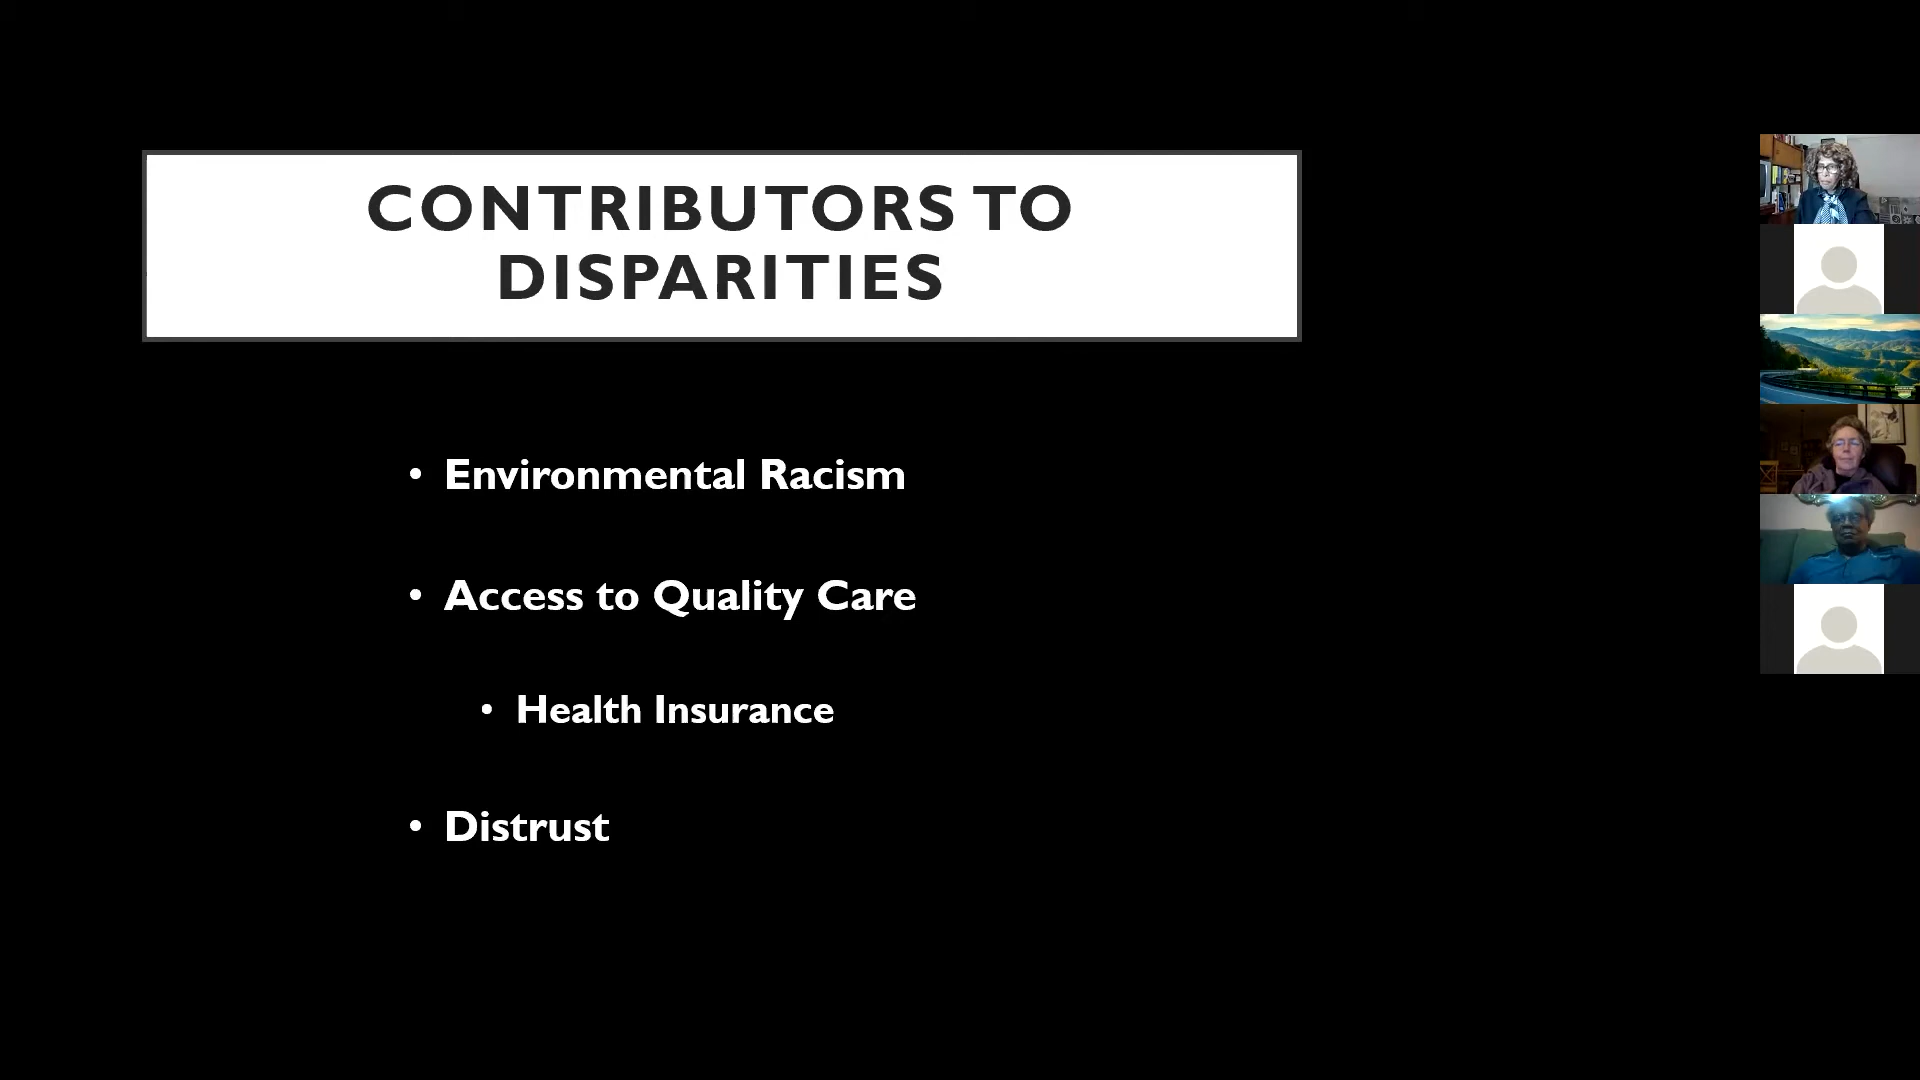 CONTRIBUTORS TO
DISPARITIES
• Environmental Racism
• Access to Quality Care
• Health Insurance
• Distrust